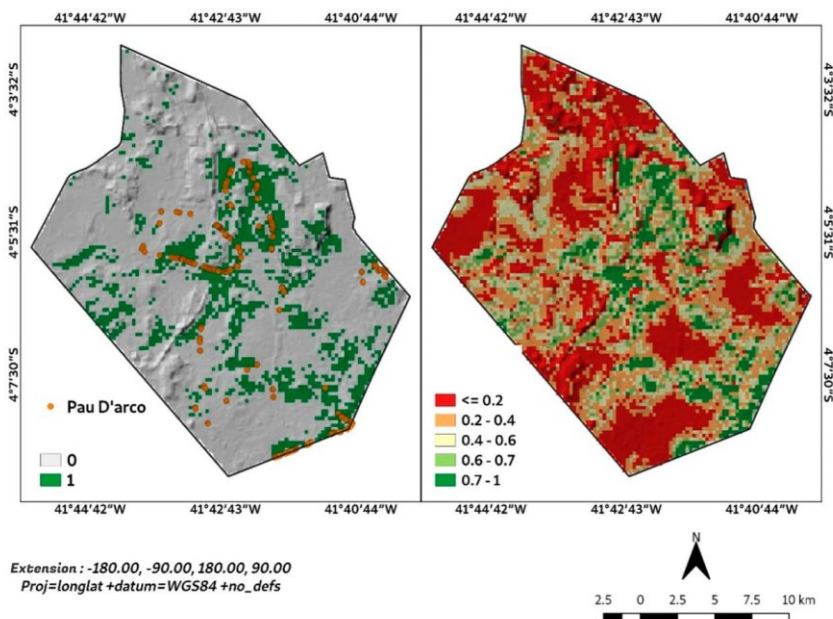 41°44'42"W 41°42'43"W 41°40'44"W 41°44'42"W 41°42'43"W 41°40'44"W
4°3'32"S 4°3'32"S
4°5'31"S 4°5'31"S
4°7'30"S 4°7'30"S
Pau D'arco
0
1
<= 0.2
0.2 - 0.4
0.4 - 0.6
0.6 - 0.7
0.7 - 1
41°44'42"W 41°42'43"W 41°40'44"W 41°44'42"W 41°42'43"W 41°40'44"W
Extension : -180.00, -90.00, 180.00, 90.00
Proj=longlat +datum=WGS84 +no_defs
N
2.5 0 2.5 5 7.5 10 km